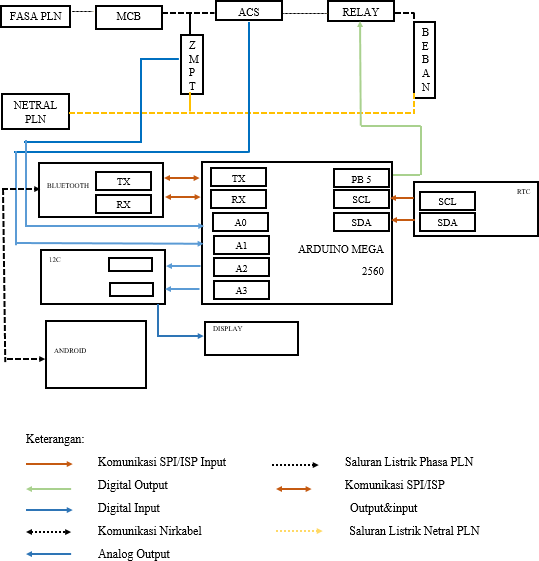 FASA PLN
MCB
ACS
RELAY
Z
M
P
T
B
E
B
A
N
NETRAL
PLN
BLUETOOTH
TX
RX
TX
RX
A0
A1
A2
A3
PB 5
SCL
SDA
ARDUINO MEGA
2560
RTC
SCL
SDA
12C
DISPLAY
ANDROID
Keterangan:
Komunikasi SPI/ISP Input
Digital Output
Digital Input
Komunikasi Nirkabel
Analog Output
Saluran Listrik Phasa PLN
Komunikasi SPI/ISP
Output&input
Saluran Listrik Netral PLN